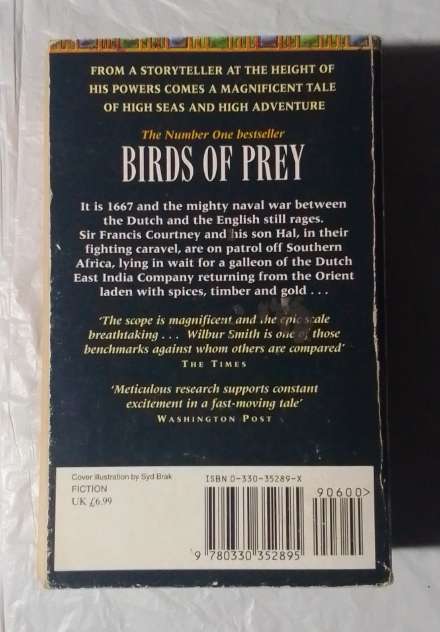 FROM A STORYTELLER AT THE HEIGHT OF
HIS POWERS COMES A MAGNIFICENT TALE
OF HIGH SEAS AND HIGH ADVENTURE
The Number One bestseller
BIRDS OF PREY
It is 1667 and the mighty naval war between
the Dutch and the English still rages.
Sir Francis Courtney and his son Hal, in their
fighting caravel, are on patrol off Southern
Africa, lying in wait for a galleon of the Dutch
East India Company returning from the Orient
laden with spices, timber and gold . . .
'The scope is magnificent and the epic scale
breathtaking . . . Wilbur Smith is one of those
benchmarks against whom others are compared'
THE TIMES
'Meticulous research supports constant
excitement in a fast-moving tale'
WASHINGTON POST
Cover illustration by Syd Brak
FICTION
UK £6.99
ISBN 0-330-35289-X
90600>
9 780330 352895